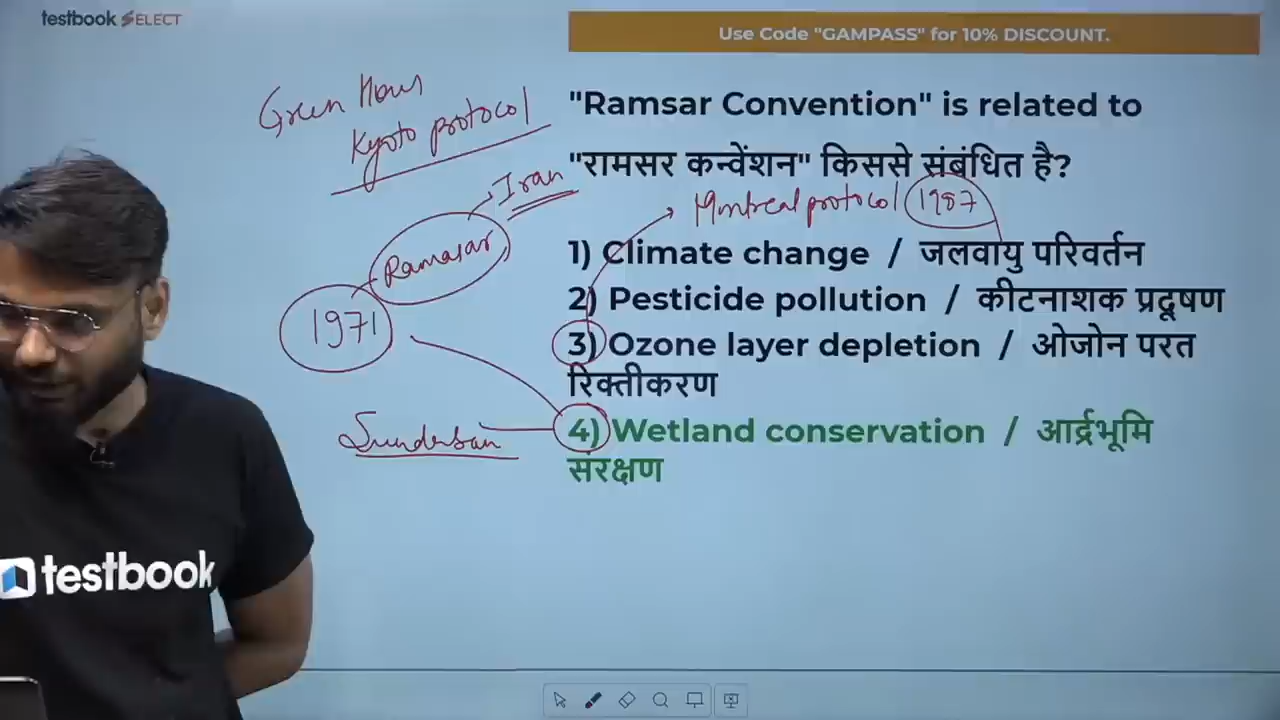 testbook SELECT
Use Code "GAMPASS" for 10% DISCOUNT.
Green Hous
Kyoto protocol
"Ramsar Convention" is related to
"रामसर कन्वेंशन" किससे संबंधित है?
Iran
Montreal protocol 1987
Ramasar
1971
1) Climate change / जलवायु परिवर्तन
2) Pesticide pollution / कीटनाशक प्रदूषण
3) Ozone layer depletion / ओजोन परत
रिक्तीकरण
Sunderban
4) Wetland conservation / आर्द्रभूमि
सरक्षण
testbook